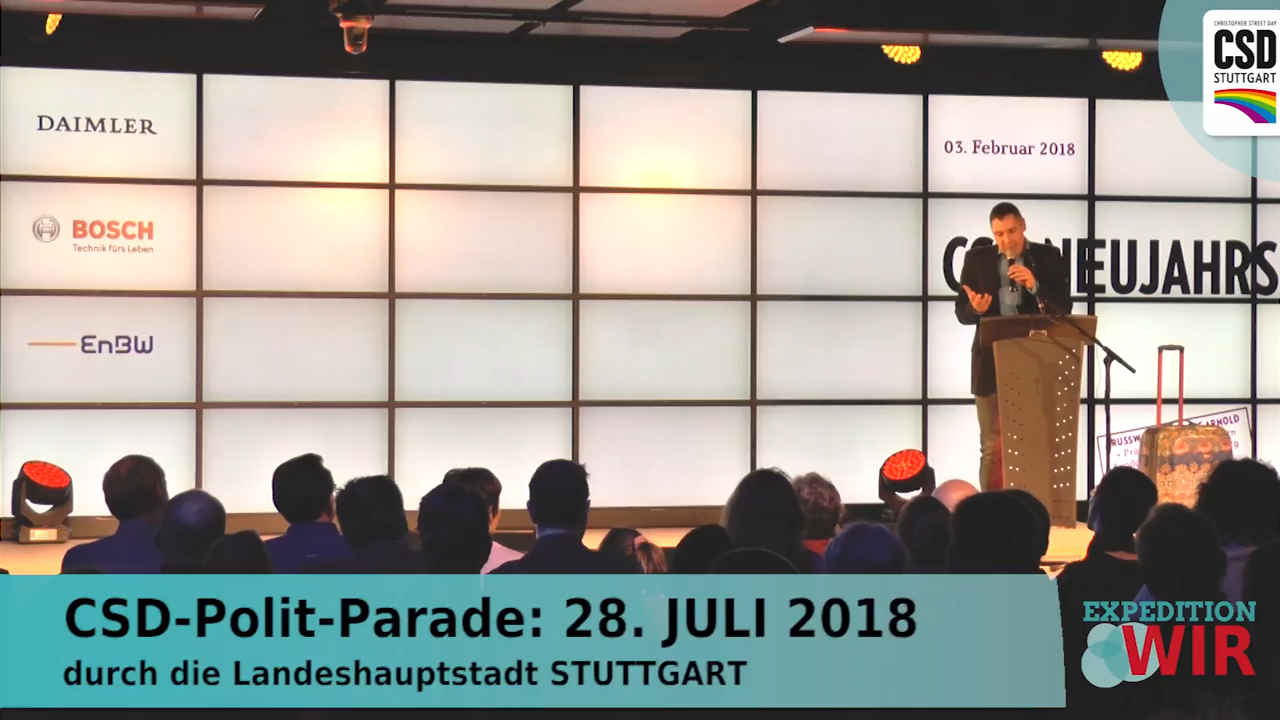 CHRISTOPHER STREET DAY
CSD
STUTTGART
DAIMLER
03. Februar 2018
BOSCH
Technik fürs Leben
NEUJAHRS
EnBW
ARNOLD
CSD-Polit-Parade: 28. JULI 2018
durch die Landeshauptstadt STUTTGART
EXPEDITION
WIR